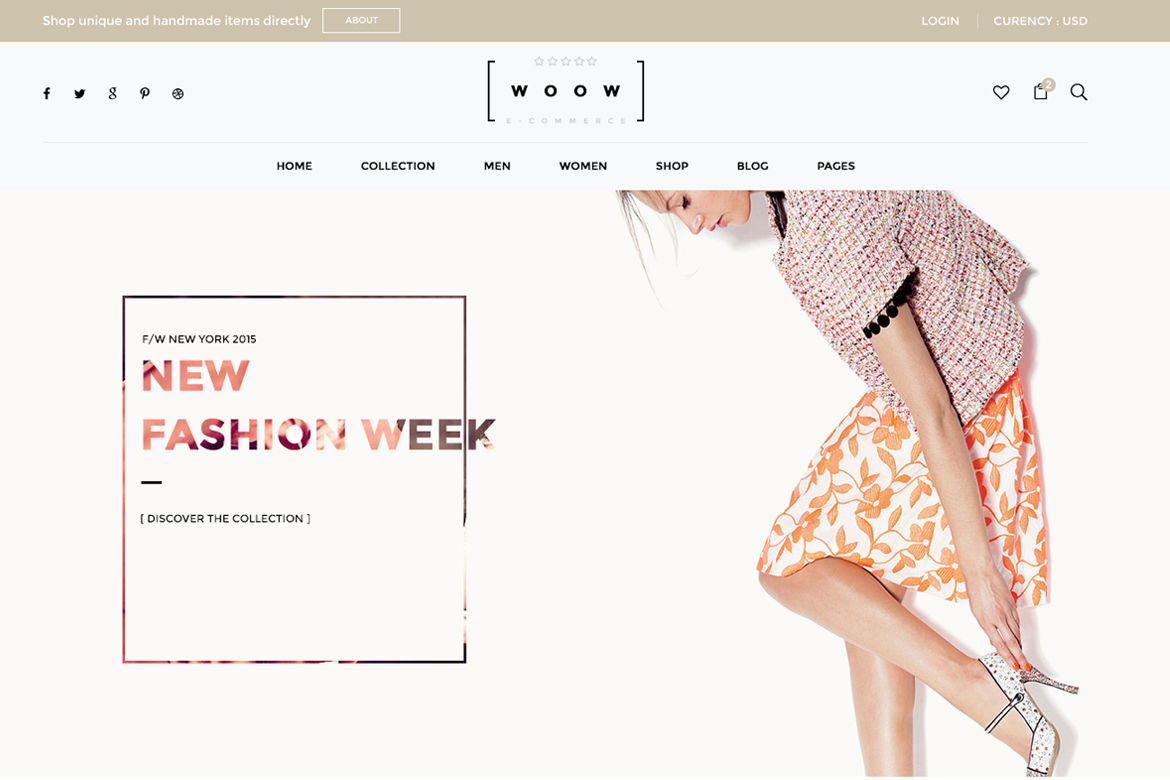 Shop unique and handmade items directly ABOUT LOGIN CURENCY : USD
WOOW
E-COMMERCE
2
HOME COLLECTION MEN WOMEN SHOP BLOG PAGES
F/W NEW YORK 2015
NEW
FASHION WEEK
[ DISCOVER THE COLLECTION ]